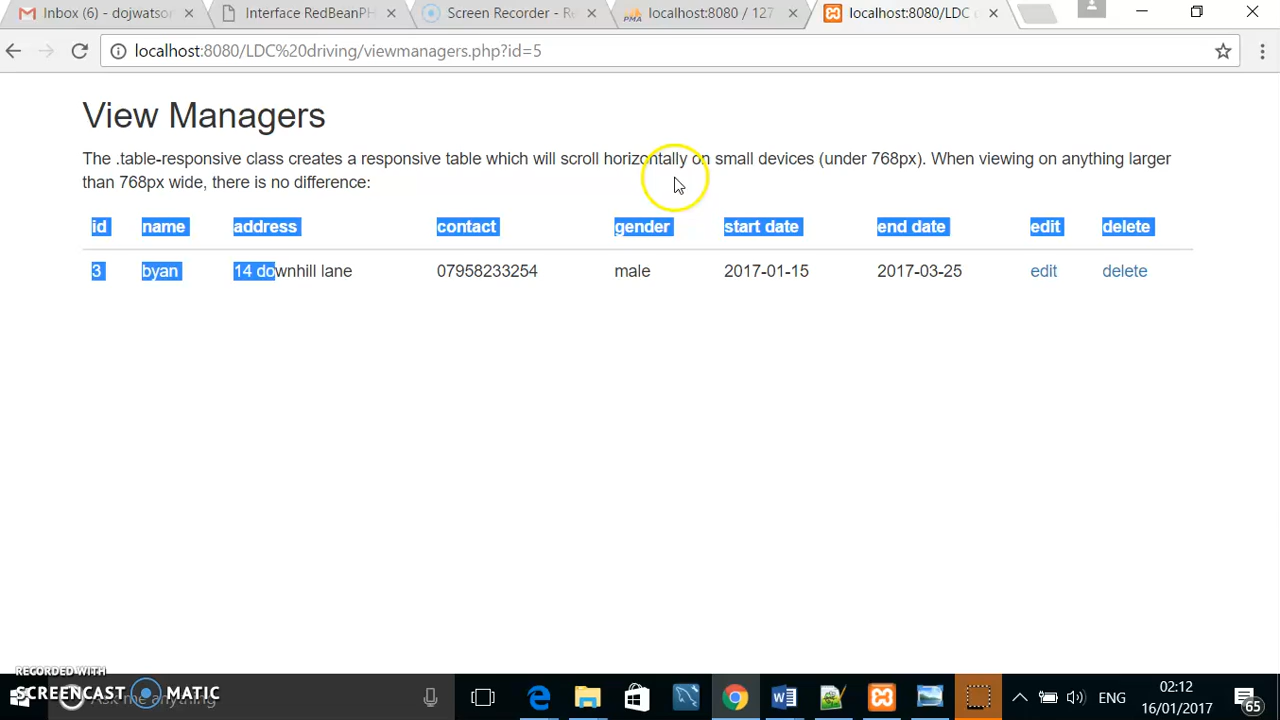 Inbox (6) - dojwatso
Interface RedBeanPH
Screen Recorder - Re
PMA
localhost:8080 / 127
localhost:8080/LDC
localhost:8080/LDC%20driving/viewmanagers.php?id=5
View Managers
The .table-responsive class creates a responsive table which will scroll horizontally on small devices (under 768px). When viewing on anything larger
than 768px wide, there is no difference:
id name address contact gender start date end date edit delete
3 byan 14 downhill lane 07958233254 male 2017-01-15 2017-03-25 edit delete
RECORDED WITH
SCREENCAST MATIC
Ask me anything
ENG
02:12
16/01/2017
65